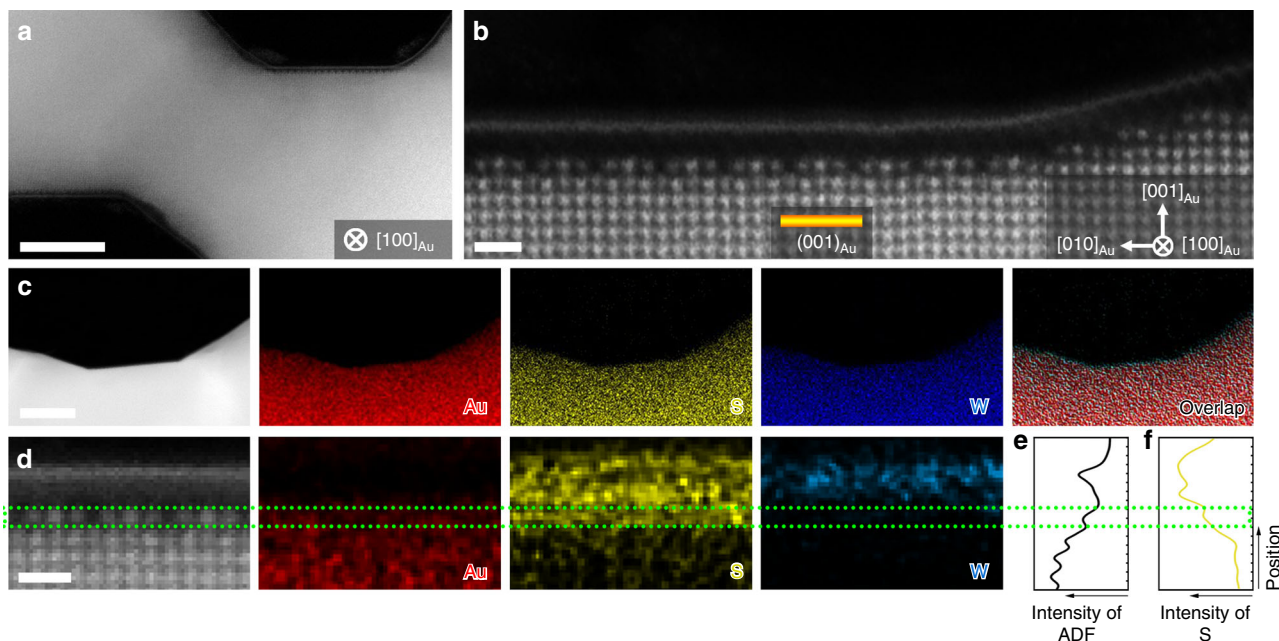 a
[100]Au
b
(001)Au
[001]Au
[010]Au
[100]Au
c
Au
S
W
Overlap
d
Au
S
W
e
f
Intensity of
ADF
Intensity of
S
Position